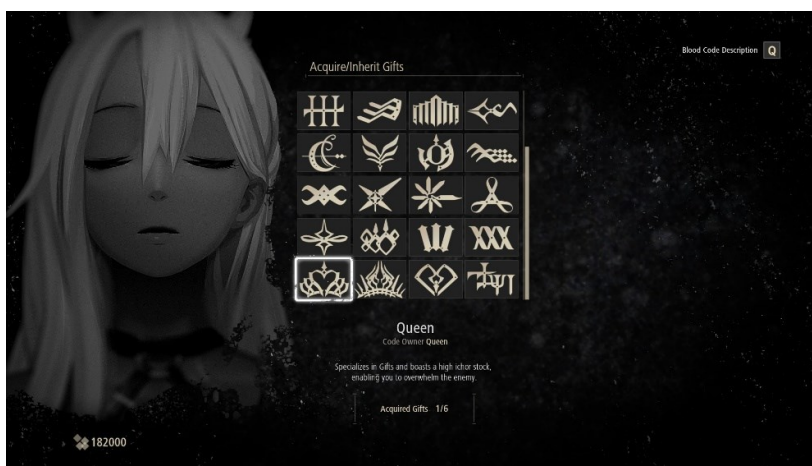 Blood Code Description Q
Acquire/Inherit Gifts
Queen
Code Owner Queen
Specializes in Gifts and boasts a high ichor stock,
enabling you to overwhelm the enemy.
Acquired Gifts 1/6
182000